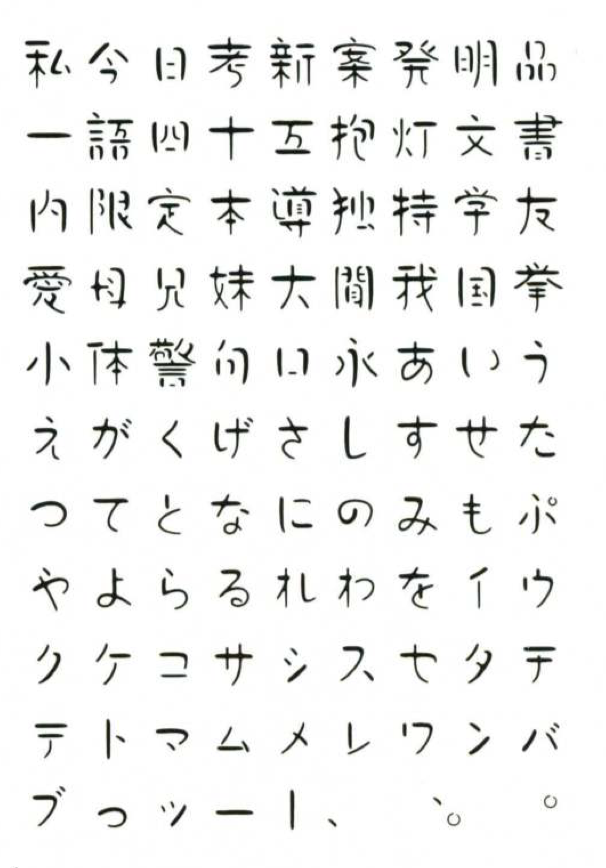 私今日考新案発明品
一語四十五抱灯文書
内限定本導独持学友
愛母兄妹大間我国挙
小体警向口永あいう
えがくげさしすせた
つてとなにのみもぷ
やよらるれわをイウ
クケコサシスセタチ
テトマムメレワンバ
ブっッー｜、　、。　。